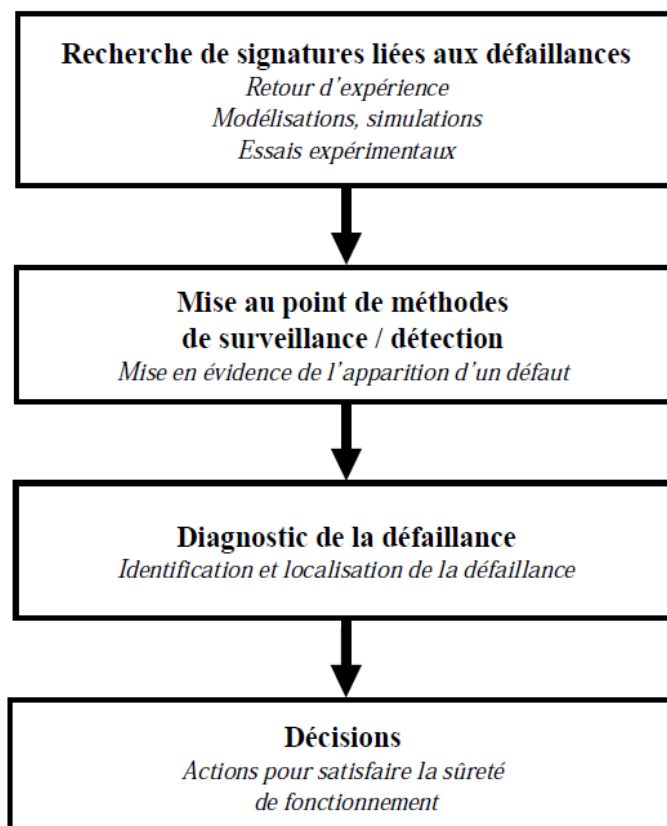 Recherche de signatures liées aux défaillances
Retour d'expérience
Modélisations, simulations
Essais expérimentaux
Mise au point de méthodes
de surveillance / détection
Mise en évidence de l'apparition d'un défaut
Diagnostic de la défaillance
Identification et localisation de la défaillance
Décisions
Actions pour satisfaire la sûreté
de fonctionnement